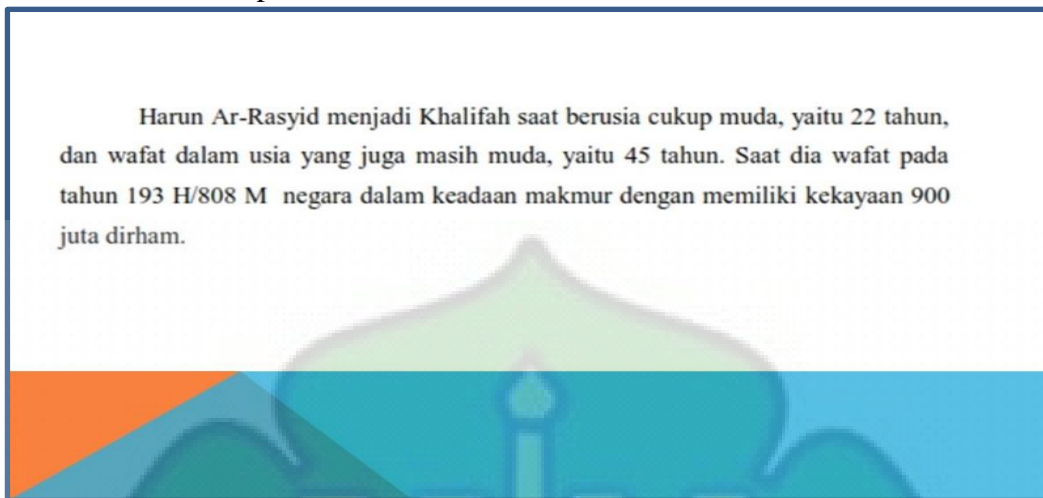 Harun Ar-Rasyid menjadi Khalifah saat berusia cukup muda, yaitu 22 tahun,
dan wafat dalam usia yang juga masih muda, yaitu 45 tahun. Saat dia wafat pada
tahun 193 H/808 M negara dalam keadaan makmur dengan memiliki kekayaan 900
juta dirham.